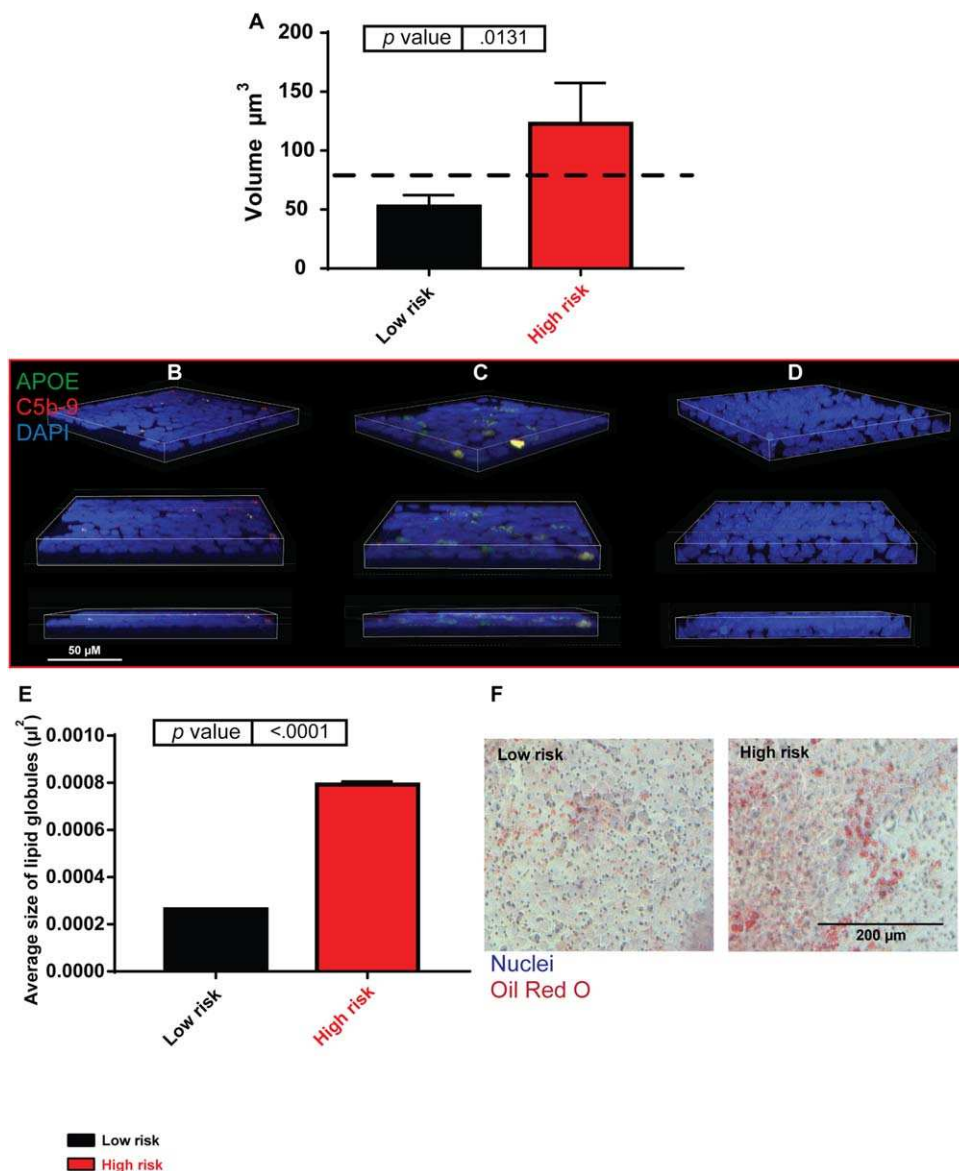 A
p value .0131
Volume µm³
200
150
100
50
0
Low risk
High risk
B
C
D
APOE
C5b-9
DAPI
50 µM
E
p value <.0001
Average size of lipid globules (µl²)
0.0010
0.0008
0.0006
0.0004
0.0002
0.0000
Low risk
High risk
F
Low risk
High risk
200 µm
Nuclei
Oil Red O
Low risk
High risk